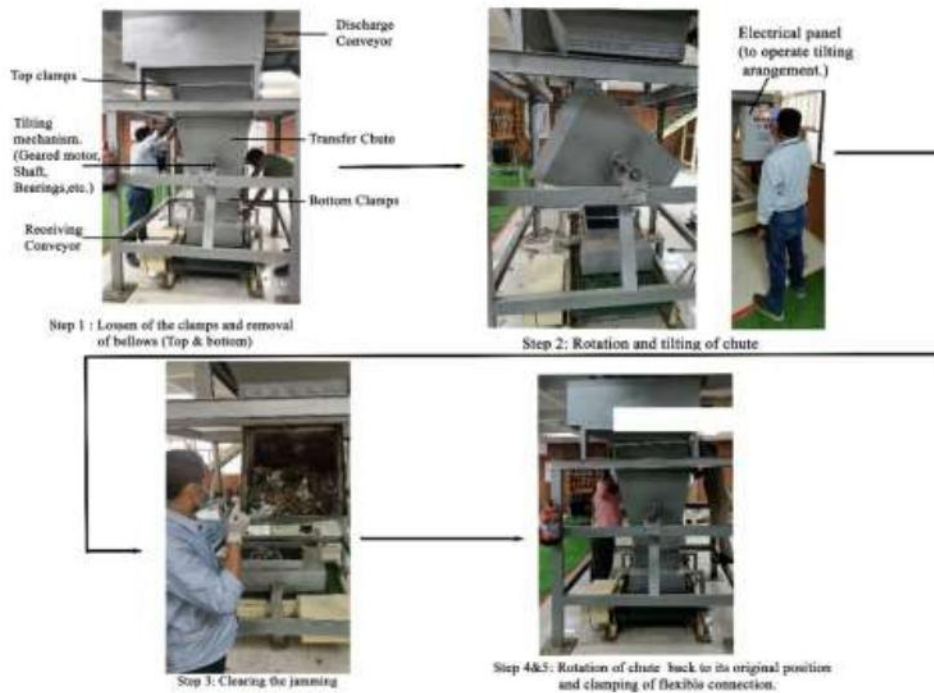 Discharge
Conveyor
Top clamps
Tilting
mechanism.
(Geared motor,
Shaft,
Bearings,etc.)
Transfer Chute
Bottom Clamps
Receiving
Conveyor
Step 1 : Loosen of the clamps and removal
of bellows (Top & bottom)
Electrical panel
(to operate tilting
arangement.)
Step 2: Rotation and tilting of chute
Step 3: Clearing the jamming
Step 4&5: Rotation of chute back to its original position
and clamping of flexible connection.